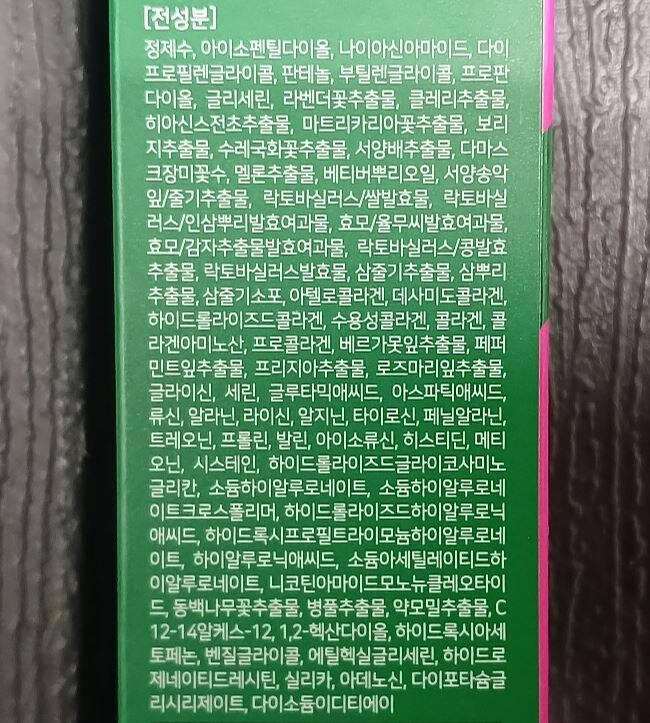 [전성분]
정제수, 아이소펜틸다이올, 나이아신아마이드, 다이
프로필렌글라이콜, 판테놀, 부틸렌글라이콜, 프로판
다이올, 글리세린, 라벤더꽃추출물, 클레리추출물,
히아신스전초추출물, 마트리카리아꽃추출물, 보리
지추출물, 수레국화꽃추출물, 서양배추출물, 다마스
크장미꽃수, 멜론추출물, 베티버뿌리오일, 서양송악
잎/줄기추출물, 락토바실러스/쌀발효물, 락토바실
러스/인삼뿌리발효여과물, 효모/율무씨발효여과물,
효모/감자추출물발효여과물, 락토바실러스/콩발효
추출물, 락토바실러스발효물, 삼줄기추출물, 삼뿌리
추출물, 삼줄기소포, 아텔로콜라겐, 데사미도콜라겐,
하이드롤라이즈드콜라겐, 수용성콜라겐, 콜라겐, 콜
라겐아미노산, 프로콜라겐, 베르가못잎추출물, 페퍼
민트잎추출물, 프리지아추출물, 로즈마리잎추출물,
글라이신, 세린, 글루타믹애씨드, 아스파틱애씨드,
류신, 알라닌, 라이신, 알지닌, 타이로신, 페닐알라닌,
트레오닌, 프롤린, 발린, 아이소류신, 히스티딘, 메티
오닌, 시스테인, 하이드롤라이즈드글라이코사미노
글리칸, 소듐하이알루로네이트, 소듐하이알루로네
이트크로스폴리머, 하이드롤라이즈드하이알루로닉
애씨드, 하이드록시프로필트라이모늄하이알루로네
이트, 하이알루로닉애씨드, 소듐아세틸레이티드하
이알루로네이트, 니코틴아마이드모노뉴클레오타이
드, 동백나무꽃추출물, 병풀추출물, 약모밀추출물, C
12-14알케스-12, 1,2-헥산다이올, 하이드록시아세
토페논, 벤질글라이콜, 에틸헥실글리세린, 하이드로
제네이티드레시틴, 실리카, 아데노신, 다이포타슘글
리시리제이트, 다이소듐이디티에이